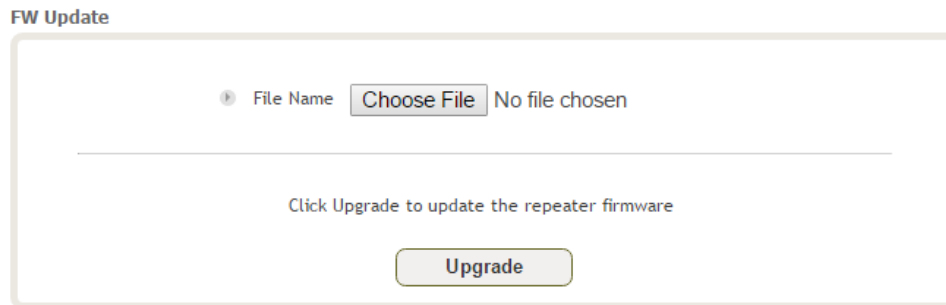 FW Update
File Name Choose File No file chosen
Click Upgrade to update the repeater firmware
Upgrade